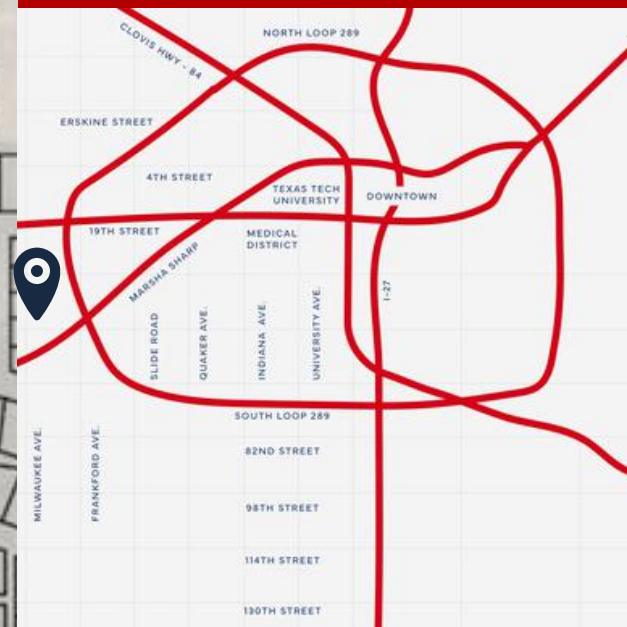 CLOVIS HWY - 84
NORTH LOOP 289
ERSKINE STREET
4TH STREET
TEXAS TECH
UNIVERSITY
DOWNTOWN
19TH STREET
MEDICAL
DISTRICT
MARSHA SHARP
I-27
SLIDE ROAD
QUAKER AVE.
INDIANA AVE.
UNIVERSITY AVE.
SOUTH LOOP 289
MILWAUKEE AVE.
FRANKFORD AVE.
82ND STREET
98TH STREET
114TH STREET
130TH STREET